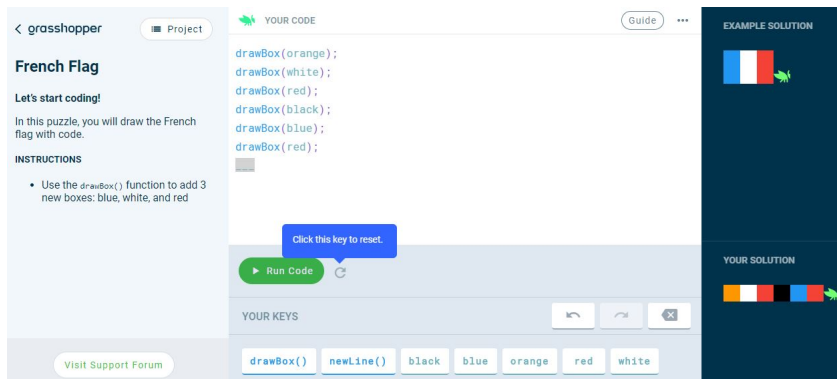 grasshopper
Project
French Flag
Let's start coding!
In this puzzle, you will draw the French
flag with code.
INSTRUCTIONS
Use the drawBox() function to add 3
new boxes: blue, white, and red
Visit Support Forum
YOUR CODE
Guide
drawBox(orange);
drawBox(white);
drawBox(red);
drawBox(black);
drawBox(blue);
drawBox(red);
Click this key to reset.
Run Code
YOUR KEYS
drawBox() newLine() black blue orange red white
EXAMPLE SOLUTION
YOUR SOLUTION